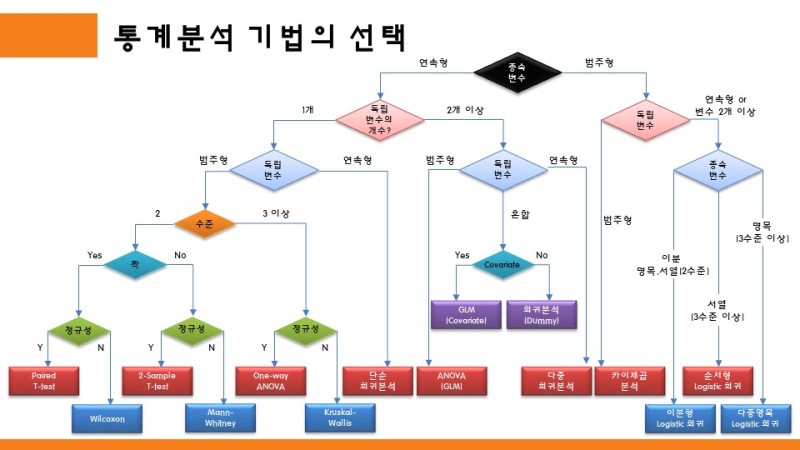 통계분석 기법의 선택
연속형
종속
변수
범주형
1개
독립
변수의
개수?
2개 이상
독립
변수
연속형 or
변수 2개 이상
범주형
독립
변수
연속형
범주형
독립
변수
연속형
종속
변수
2
수준
3 이상
혼합
범주형
명목
(3수준 이상)
Yes
짝
No
Yes
Covariate
No
이분
명목,서열(2수준)
GLM
(Covariate)
회귀분석
(Dummy)
서열
(3수준 이상)
정규성
정규성
정규성
Y
N
Y
N
Y
N
Paired
T-test
2-Sample
T-test
One-way
ANOVA
단순
회귀분석
ANOVA
(GLM)
다중
회귀분석
카이제곱
분석
순서형
Logistic 회귀
Wilcoxon
Mann-
Whitney
Kruskal-
Wallis
이분형
Logistic 회귀
다중명목
Logistic 회귀